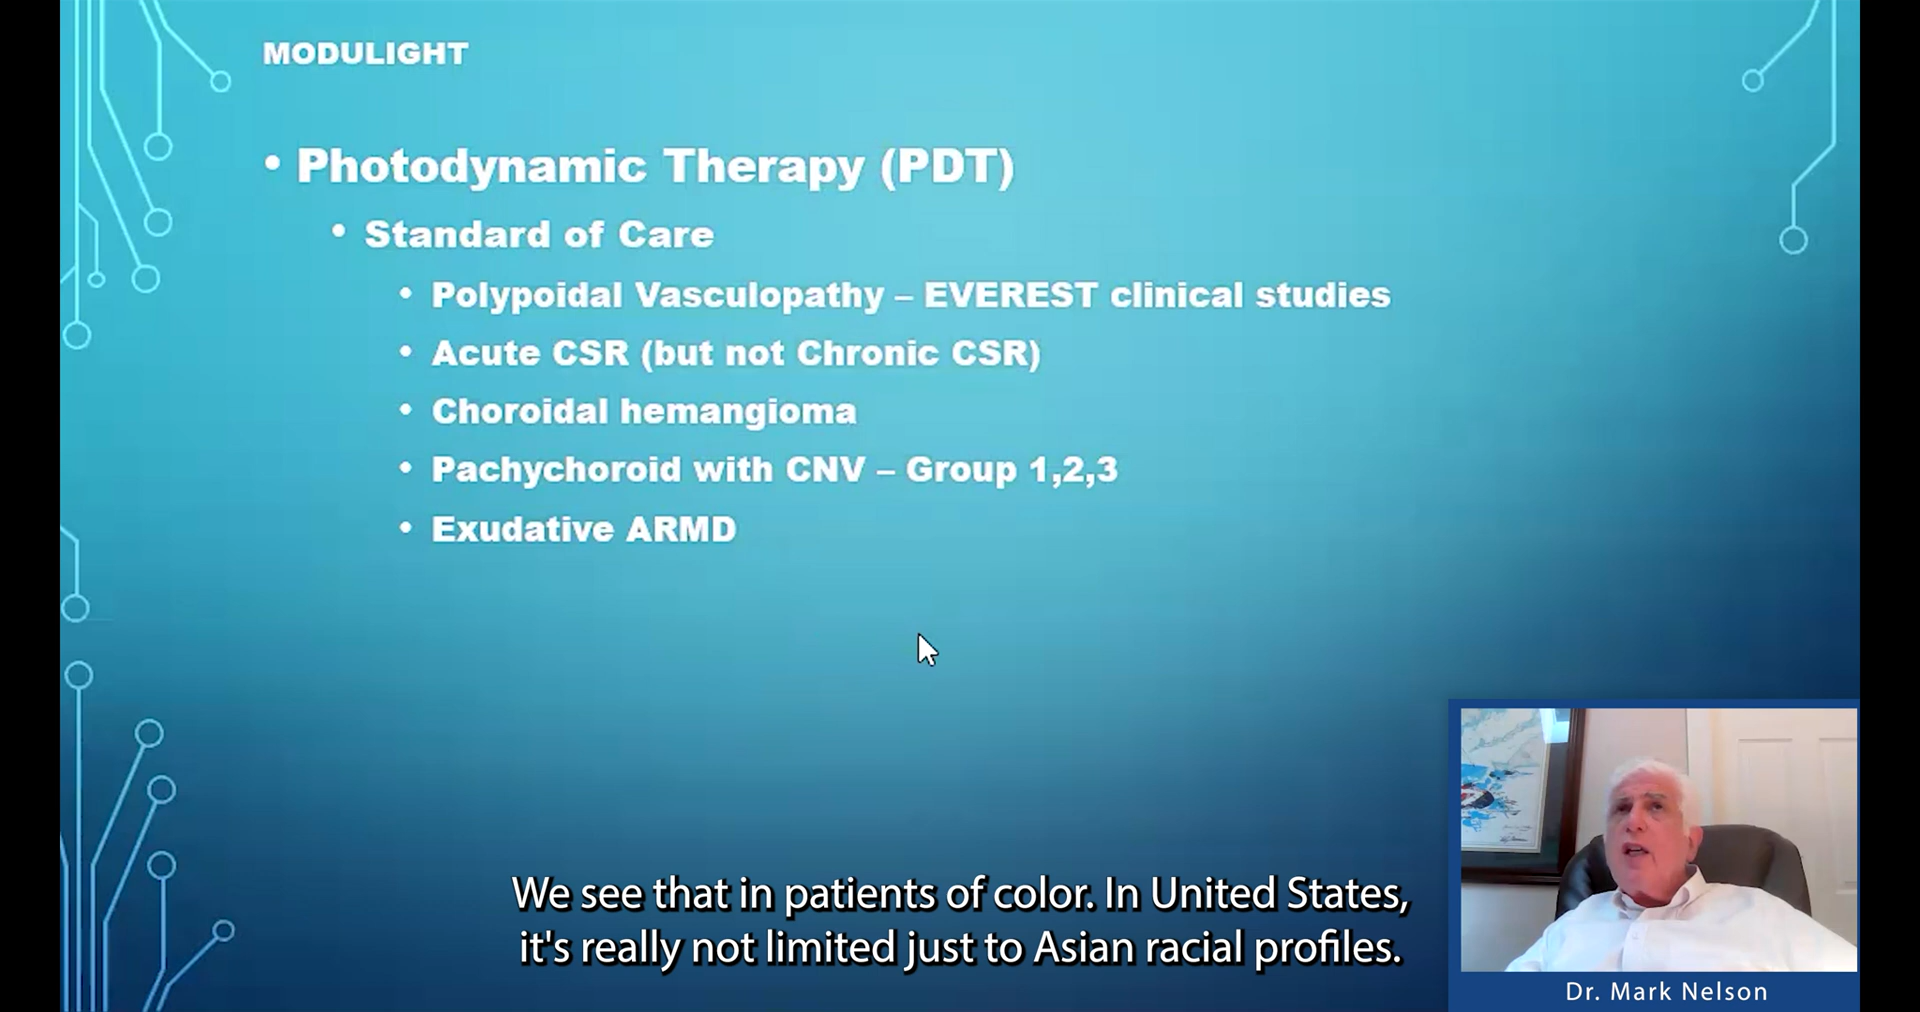 MODULIGHT
• Photodynamic Therapy (PDT)
• Standard of Care
• Polypoidal Vasculopathy – EVEREST clinical studies
• Acute CSR (but not Chronic CSR)
• Choroidal hemangioma
• Pachychoroid with CNV – Group 1,2,3
• Exudative ARMD
We see that in patients of color. In United States,
it's really not limited just to Asian racial profiles.
Dr. Mark Nelson